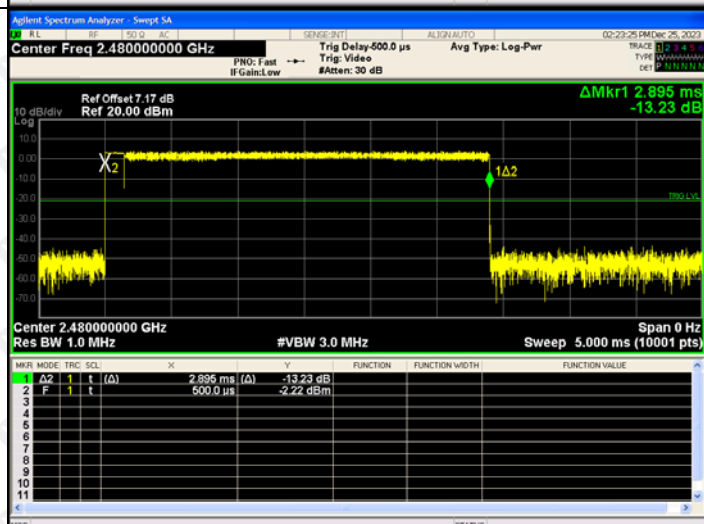 Agilent Spectrum Analyzer - Swept SA
RL RF 50 Ω AC SENSE:INT ALIGN AUTO 02:23:25 PM Dec 25, 2023
Center Freq 2.480000000 GHz
PNO: Fast
IFGain:Low
Trig Delay-500.0 µs
Trig: Video
#Atten: 30 dB
Avg Type: Log-Pwr
TRACE 1 2 3 4 5 6
TYPE
DET P N N N N N
ΔMkr1 2.895 ms
-13.23 dB
Ref Offset 7.17 dB
10 dB/div Ref 20.00 dBm
Log
10.0
0.00
-10.0
-20.0
-30.0
-40.0
-50.0
-60.0
-70.0
X2
1Δ2
TRIG LVL
Center 2.480000000 GHz Span 0 Hz
Res BW 1.0 MHz #VBW 3.0 MHz Sweep 5.000 ms (10001 pts)
MKR MODE TRC SCL X Y FUNCTION FUNCTION WIDTH FUNCTION VALUE
1 Δ2 1 t (Δ) 2.895 ms (Δ) -13.23 dB
2 F 1 t 500.0 µs -2.22 dBm
3
4
5
6
7
8
9
10
11